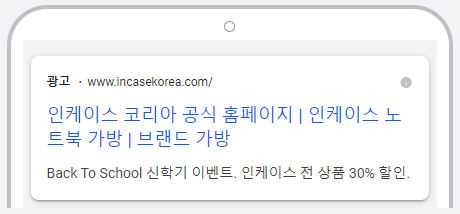 광고 · www.incasekorea.com/
인케이스 코리아 공식 홈페이지 | 인케이스 노
트북 가방 | 브랜드 가방
Back To School 신학기 이벤트. 인케이스 전 상품 30% 할인.